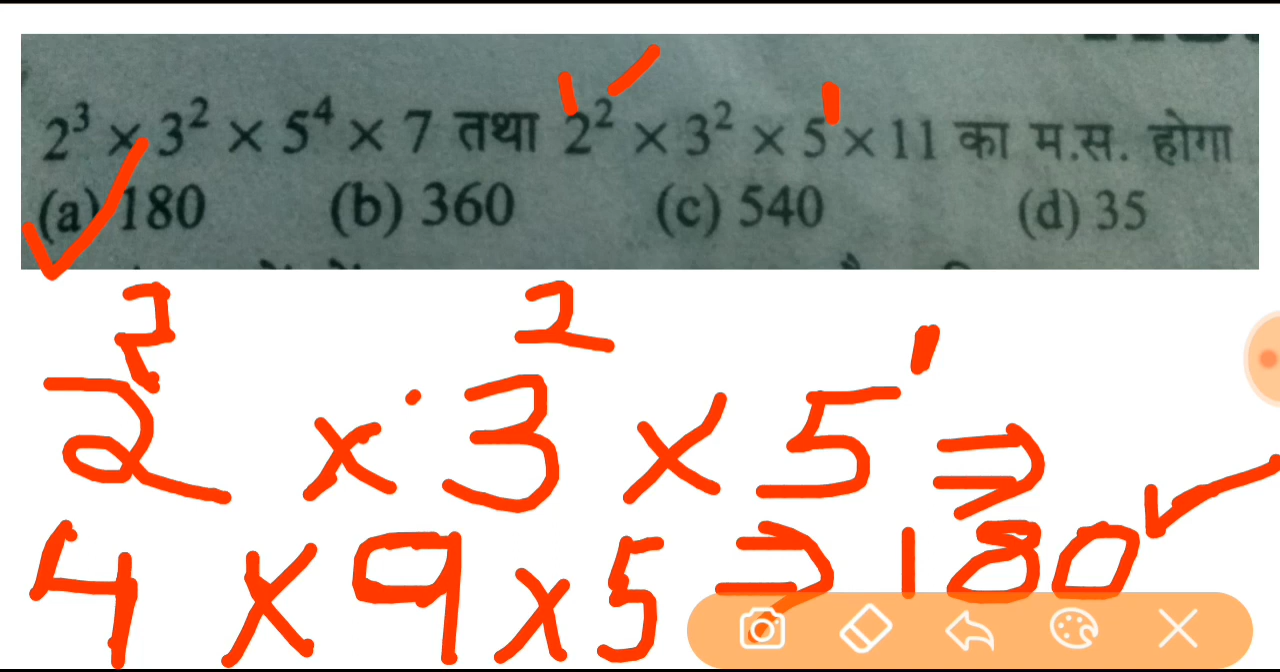 2³ × 3² × 5⁴ × 7 तथा 2² × 3² × 5' × 11 का म.स. होगा
(a) 180 (b) 360 (c) 540 (d) 35
2² × 3² × 5' ⇒
4 × 9 × 5 ⇒ 180